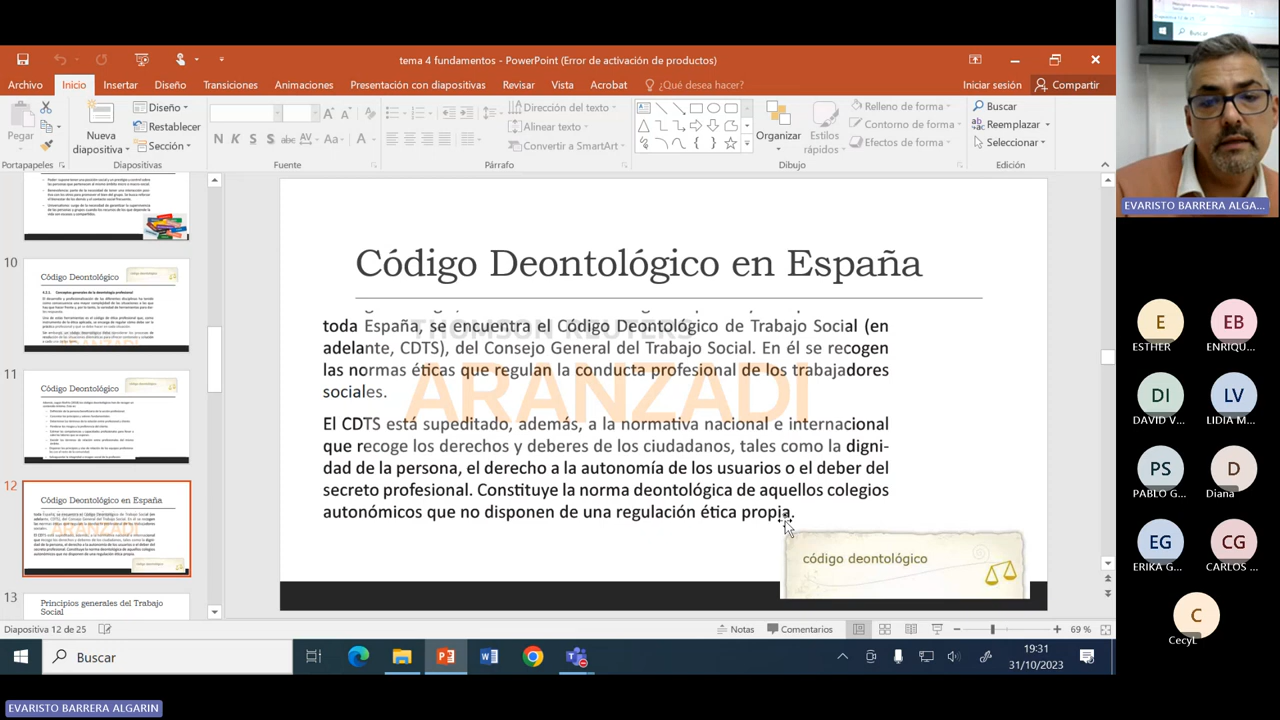 tema 4 fundamentos - PowerPoint (Error de activación de productos)
Archivo Inicio Insertar Diseño Transiciones Animaciones Presentación con diapositivas Revisar Vista Acrobat ¿Qué desea hacer? Iniciar sesión Compartir
Pegar
Portapapeles
Nueva diapositiva
Diseño
Restablecer
Sección
Diapositivas
N K S S abc AV Aa A
Fuente
Dirección del texto
Alinear texto
Convertir a SmartArt
Párrafo
Organizar
Estilos rápidos
Relleno de forma
Contorno de forma
Efectos de forma
Dibujo
Buscar
Reemplazar
Seleccionar
Edición
10
Código Deontológico
11
Código Deontológico
12
Código Deontológico en España
13
Principios generales del Trabajo
Social
Código Deontológico en España
THOMSON REUTERS
ARANZADI
toda España, se encuentra el Código Deontológico de Trabajo Social (en
adelante, CDTS), del Consejo General del Trabajo Social. En él se recogen
las normas éticas que regulan la conducta profesional de los trabajadores
sociales.
El CDTS está supeditado, además, a la normativa nacional e internacional
que recoge los derechos y deberes de los ciudadanos, tales como la digni-
dad de la persona, el derecho a la autonomía de los usuarios o el deber del
secreto profesional. Constituye la norma deontológica de aquellos colegios
autonómicos que no disponen de una regulación ética propia.
código deontológico
Diapositiva 12 de 25
Notas Comentarios 69 %
Buscar
19:31
31/10/2023
EVARISTO BARRERA ALGA...
E
ESTHER
EB
ENRIQU...
DI
DAVID V...
LV
LIDIA M...
PS
PABLO G...
D
Diana
EG
ERIKA G...
CG
CARLOS ...
C
CecyL
EVARISTO BARRERA ALGARIN